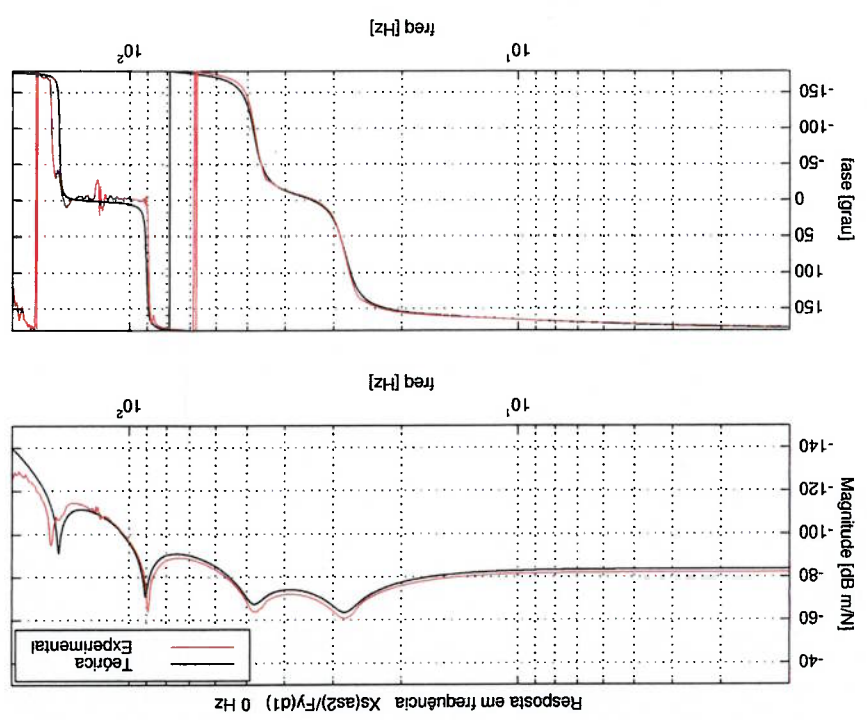 Resposta em frequência Xs(as2)/Fy(d1) 0 Hz
Magnitude [dB m/N]
-40
-60
-80
-100
-120
-140
Teórica
Experimental
10¹
10²
freq [Hz]
fase [grau]
150
100
50
0
-50
-100
-150
10¹
10²
freq [Hz]